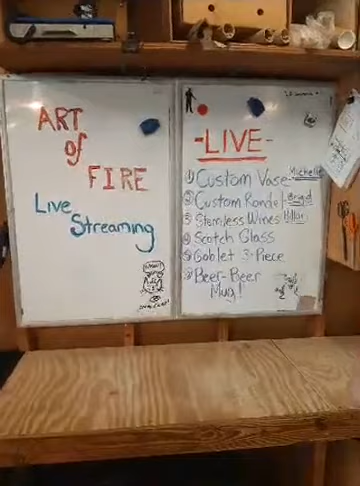 ART
of
FIRE
Live
Streaming
-LIVE-
① Custom Vase Michelle
② Custom Rondel
③ Stemless Wines
④ Scotch Glass
⑤ Goblet 3-Piece
⑥ Beer-Beer
Mug!